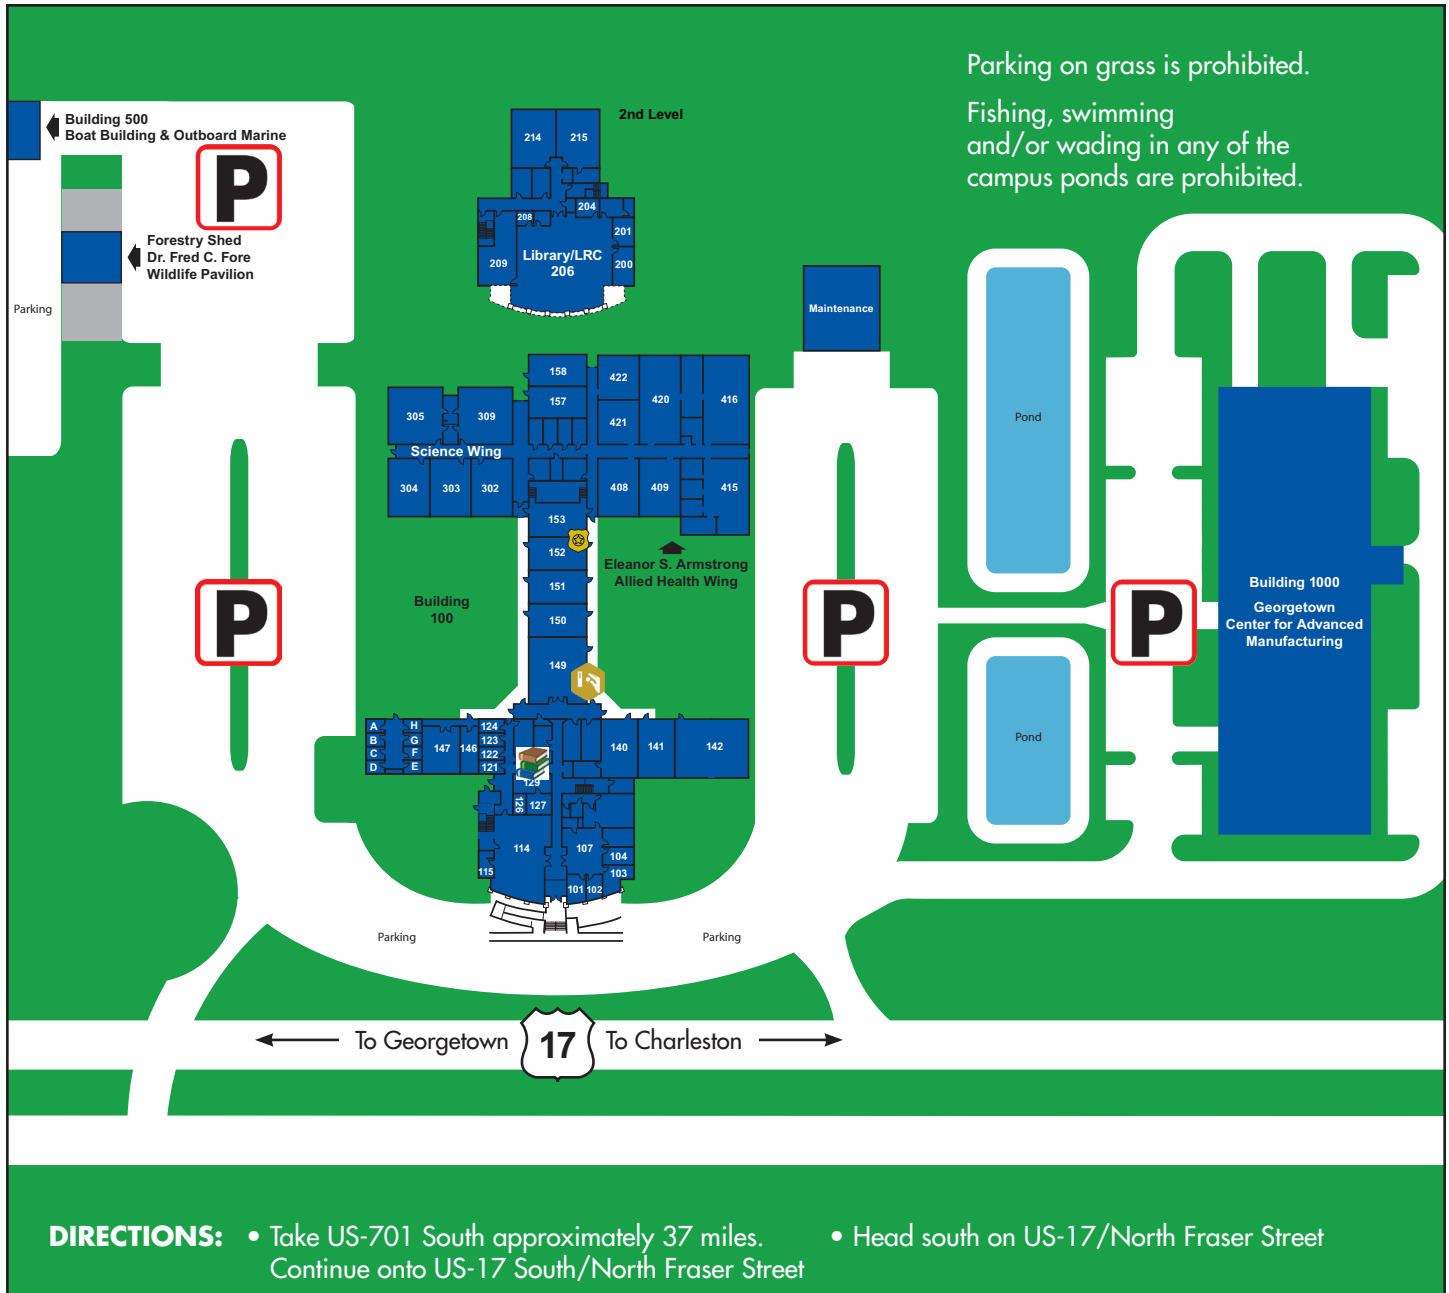 Parking on grass is prohibited.
Fishing, swimming
and/or wading in any of the
campus ponds are prohibited.
Building 500
Boat Building & Outboard Marine
P
Forestry Shed
Dr. Fred C. Fore
Wildlife Pavilion
Parking
2nd Level
214
215
204
208
201
Library/LRC
206
209
200
Maintenance
158
157
422
420
416
421
305
309
Science Wing
304
303
302
408
409
415
153
152
151
150
149
Eleanor S. Armstrong
Allied Health Wing
Building
100
Pond
Pond
P
P
P
Building 1000
Georgetown
Center for Advanced
Manufacturing
A
B
C
D
H
G
F
E
147
146
124
123
122
121
140
141
142
129
126
127
114
115
107
104
103
101
102
Parking
Parking
To Georgetown
17
To Charleston
DIRECTIONS:
• Take US-701 South approximately 37 miles.
Continue onto US-17 South/North Fraser Street
• Head south on US-17/North Fraser Street